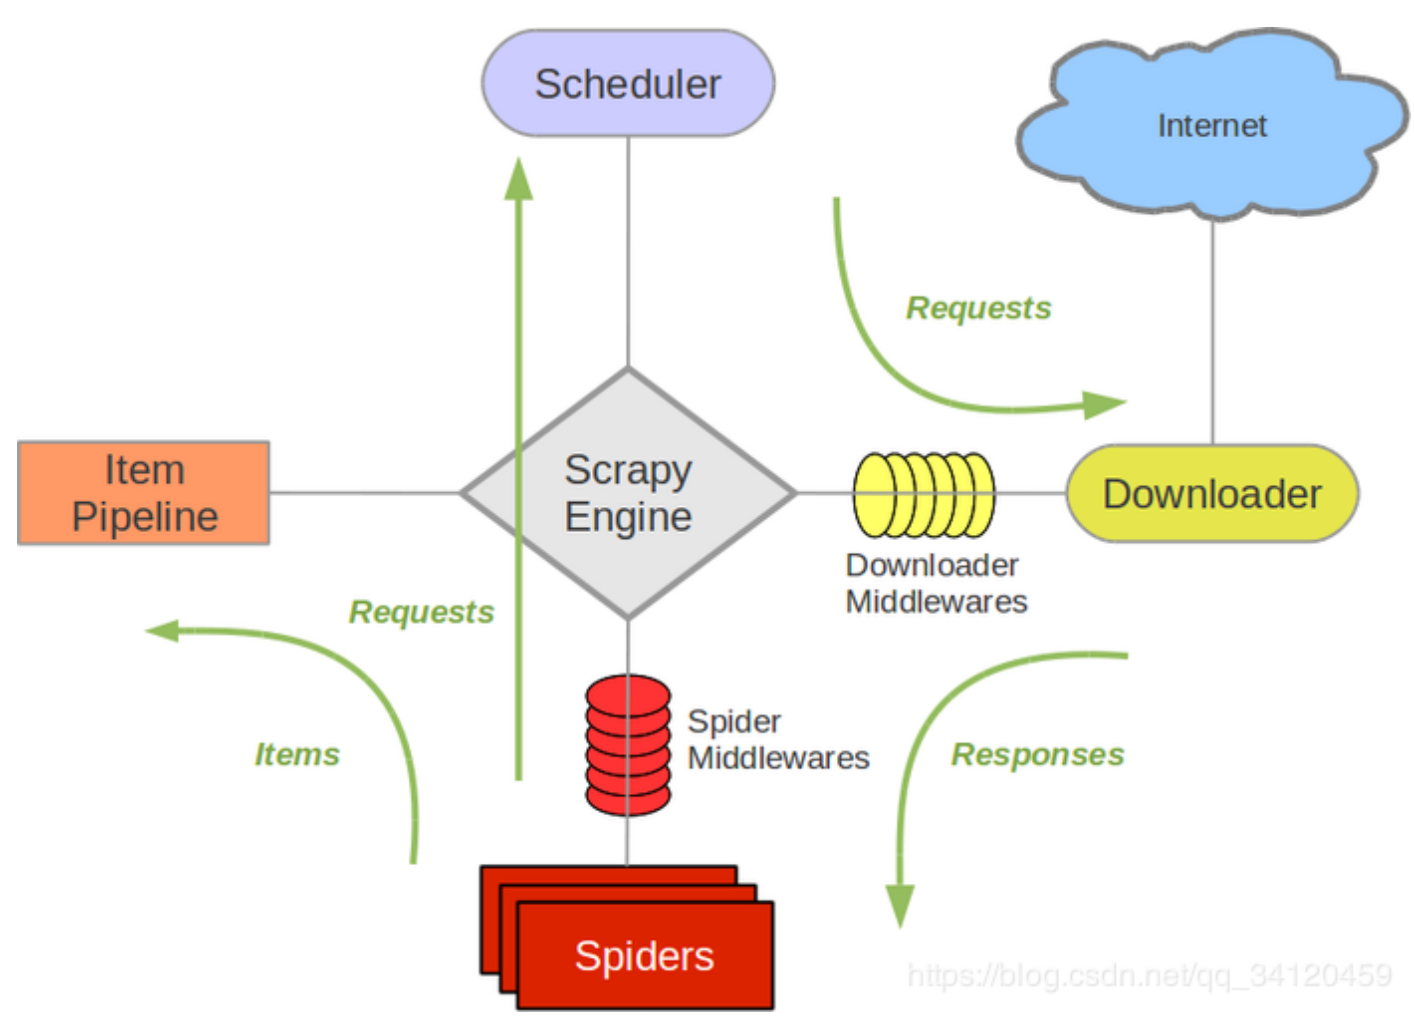 Scheduler
Internet
Requests
Item
Pipeline
Scrapy
Engine
Downloader
Downloader
Middlewares
Requests
Spider
Middlewares
Items
Responses
Spiders
https://blog.csdn.net/qq_34120459